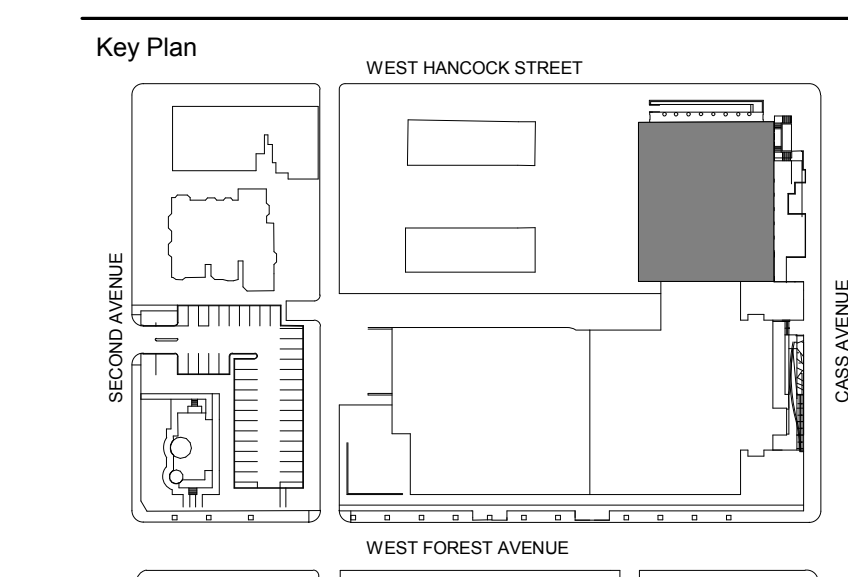 Key Plan
WEST HANCOCK STREET
SECOND AVENUE
CASS AVENUE
WEST FOREST AVENUE